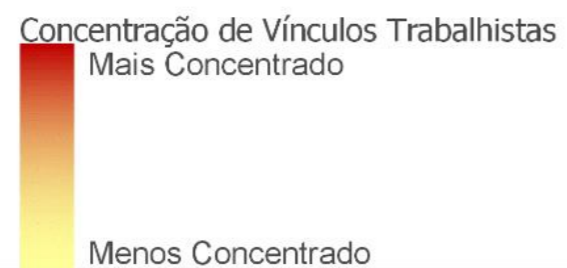 Concentração de Vínculos Trabalhistas
Mais Concentrado
Menos Concentrado